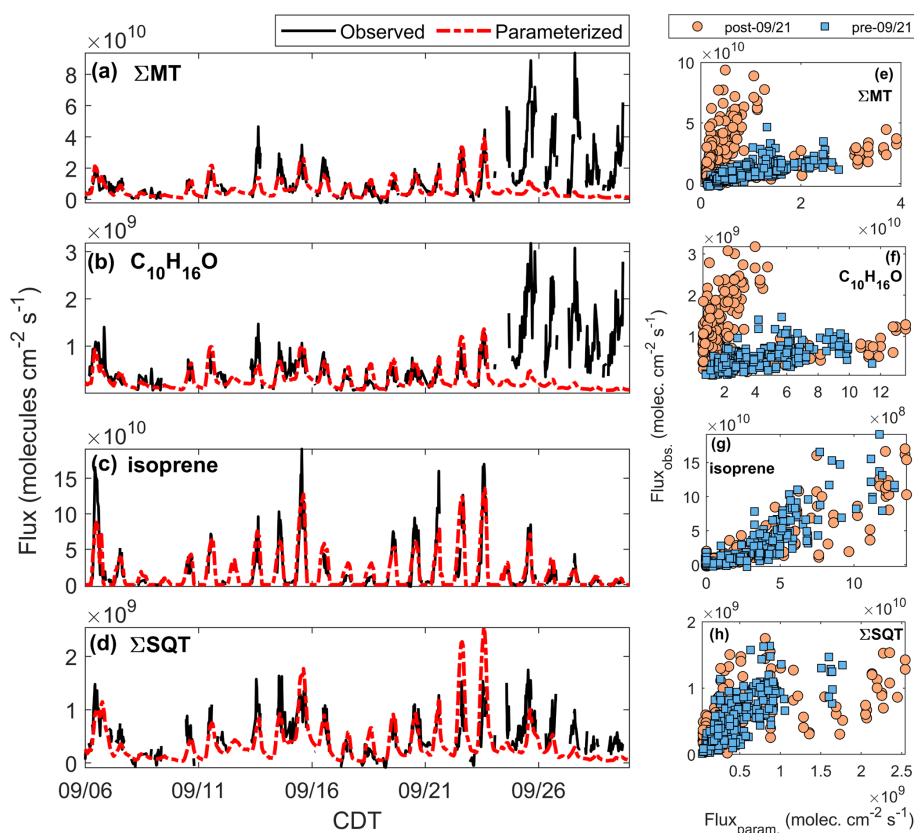 Observed Parameterized
post-09/21 pre-09/21
Flux (molecules cm⁻² s⁻¹)
×10¹⁰
(a) ΣMT
8
6
4
2
0
×10⁹
(b) C₁₀H₁₆O
3
2
1
×10¹⁰
(c) isoprene
15
10
5
0
×10⁹
(d) ΣSQT
2
1
0
09/06 09/11 09/16 09/21 09/26
CDT
Flux_obs. (molec. cm⁻² s⁻¹)
×10¹⁰
(e)
ΣMT
10
5
0
0 2 4
×10¹⁰
×10⁹
(f)
C₁₀H₁₆O
3
2
1
2 4 6 8 10 12
×10⁸
×10¹⁰
(g)
isoprene
15
10
5
0
0 5 10
×10¹⁰
×10⁹
(h)
ΣSQT
2
1
0
0.5 1 1.5 2 2.5
×10⁹
Flux_param. (molec. cm⁻² s⁻¹)